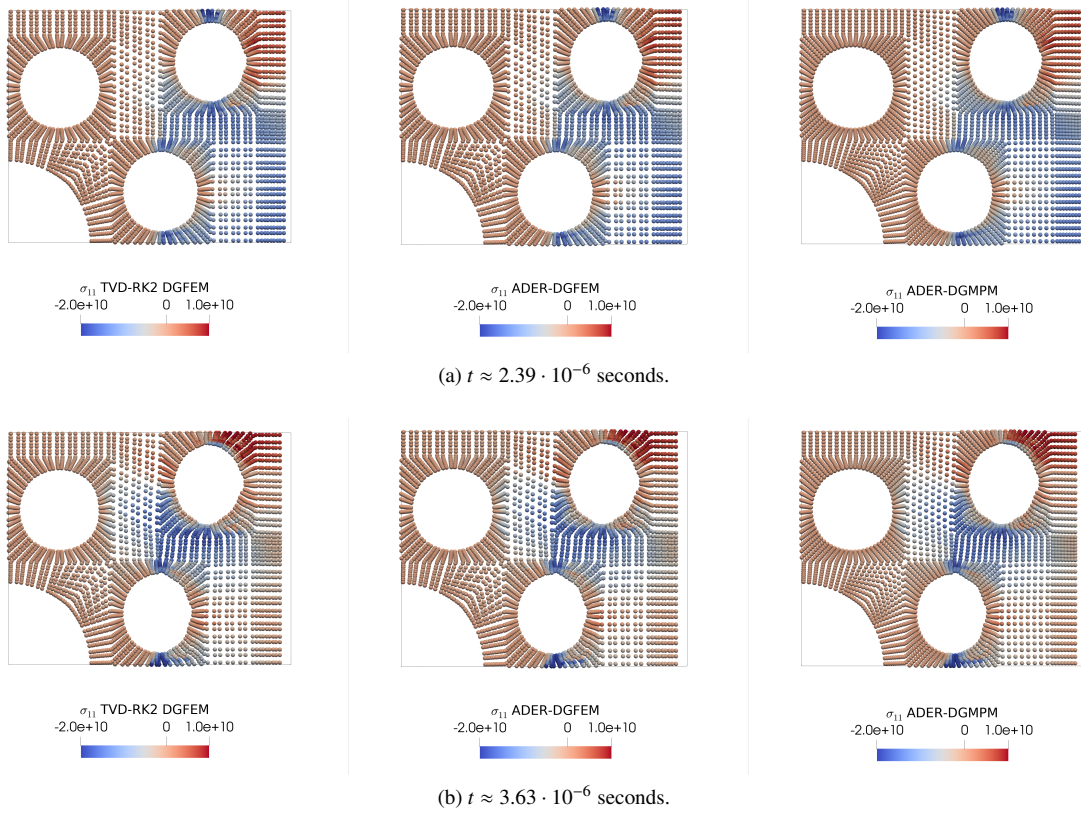 σ₁₁ TVD-RK2 DGFEM
-2.0e+10 0 1.0e+10
σ₁₁ ADER-DGFEM
-2.0e+10 0 1.0e+10
σ₁₁ ADER-DGMPM
-2.0e+10 0 1.0e+10
(a) t ≈ 2.39 · 10⁻⁶ seconds.
σ₁₁ TVD-RK2 DGFEM
-2.0e+10 0 1.0e+10
σ₁₁ ADER-DGFEM
-2.0e+10 0 1.0e+10
σ₁₁ ADER-DGMPM
-2.0e+10 0 1.0e+10
(b) t ≈ 3.63 · 10⁻⁶ seconds.